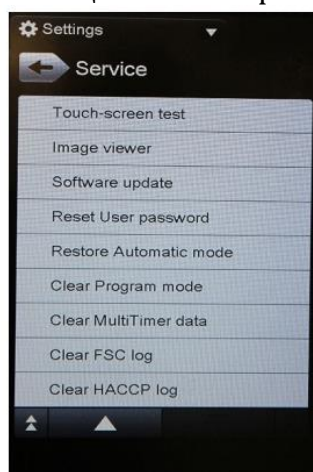 Settings
Service
Touch-screen test
Image viewer
Software update
Reset User password
Restore Automatic mode
Clear Program mode
Clear MultiTimer data
Clear FSC log
Clear HACCP log